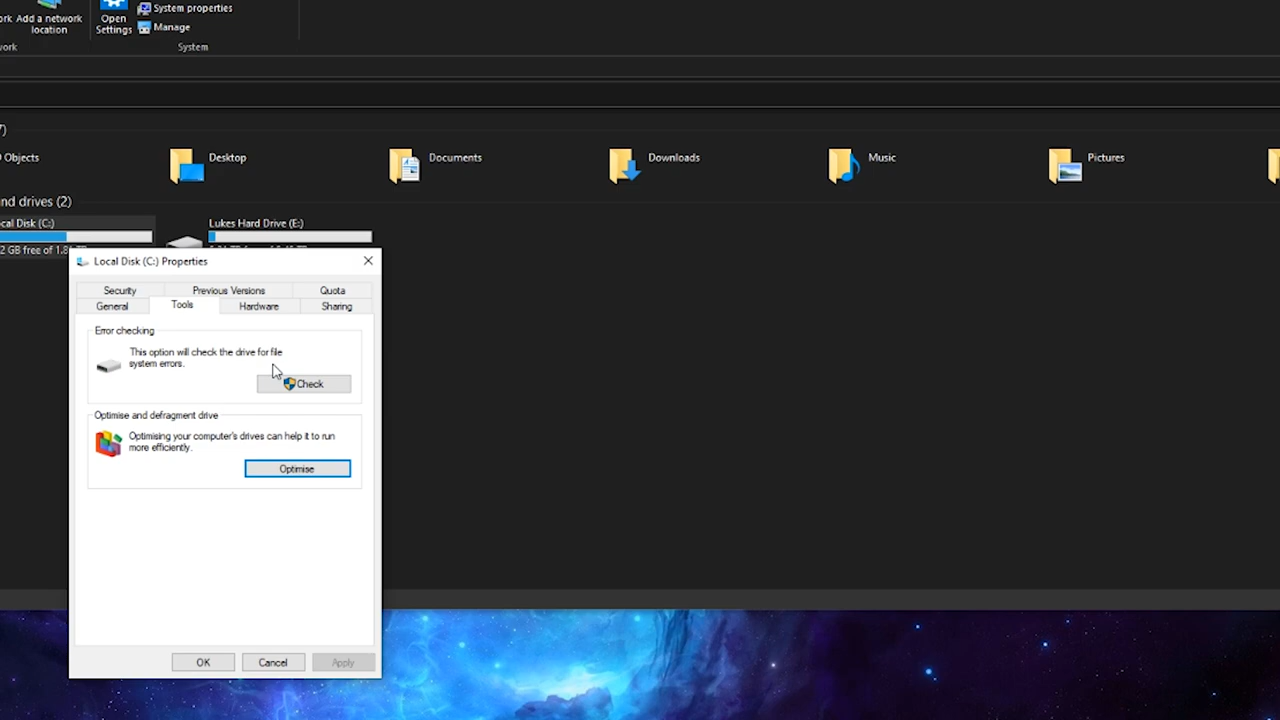 System properties
ork Add a network location
Open Settings
Manage
work
System
7)
Objects
Desktop
Documents
Downloads
Music
Pictures
nd drives (2)
cal Disk (C:)
Lukes Hard Drive (E:)
2 GB free of 1.8
Local Disk (C:) Properties
Security
Previous Versions
Quota
General
Tools
Hardware
Sharing
Error checking
This option will check the drive for file
system errors.
Check
Optimise and defragment drive
Optimising your computer's drives can help it to run
more efficiently.
Optimise
OK
Cancel
Apply